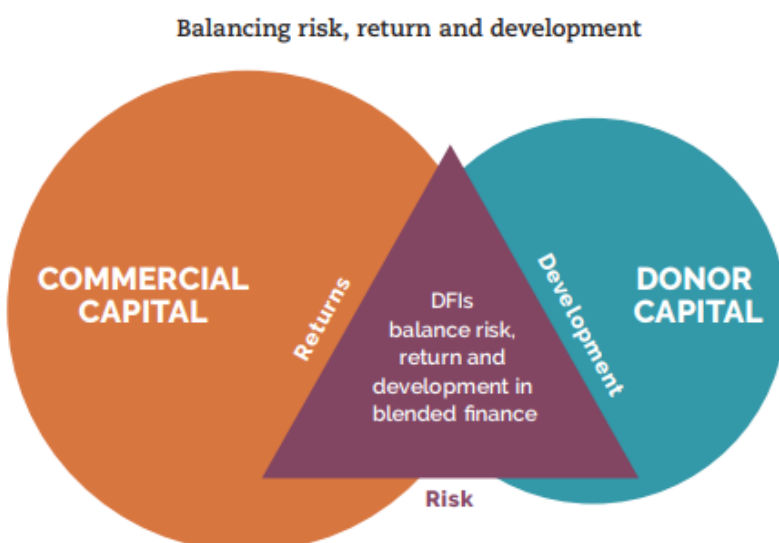 Balancing risk, return and development
COMMERCIAL
CAPITAL
Returns
DFIs
balance risk,
return and
development in
blended finance
Development
DONOR
CAPITAL
Risk